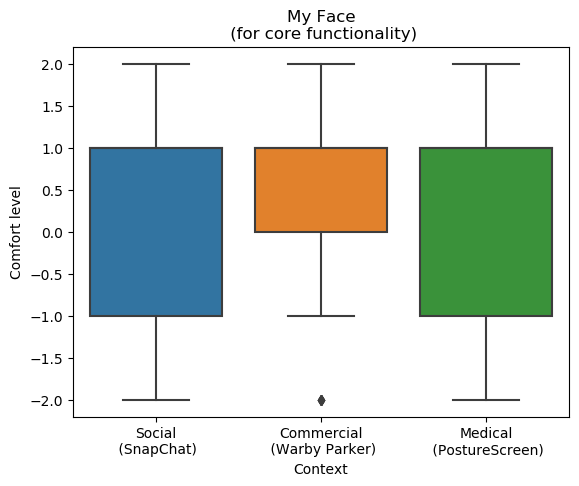 My Face
(for core functionality)
Comfort level
2.0
1.5
1.0
0.5
0.0
−0.5
−1.0
−1.5
−2.0
Social
(SnapChat)
Commercial
(Warby Parker)
Medical
(PostureScreen)
Context